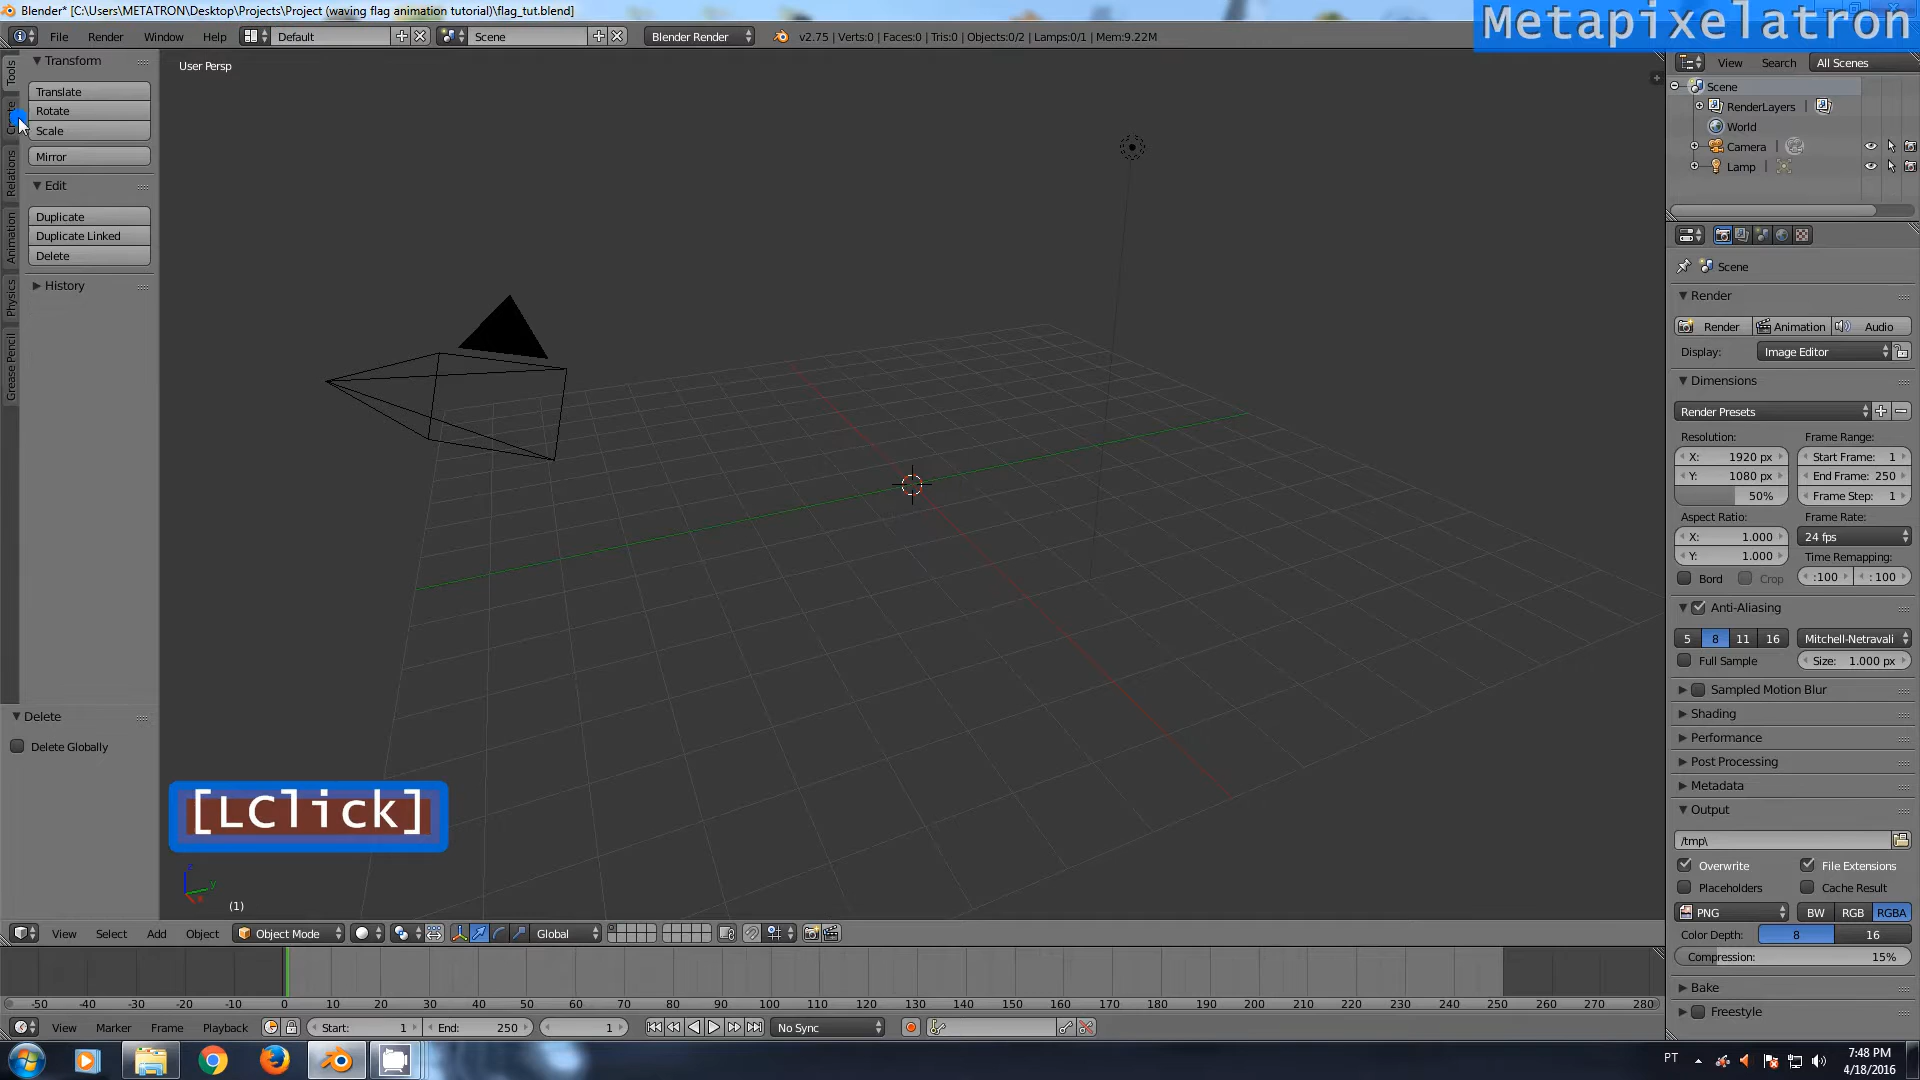 Blender* [C:\Users\METATRON\Desktop\Projects\Project (waving flag animation tutorial)\flag_tut.blend]
Metapixelatron
File Render Window Help Default Scene Blender Render v2.75 | Verts:0 | Faces:0 | Tris:0 | Objects:0/2 | Lamps:0/1 | Mem:9.22M
Tools
Create
Relations
Animation
Physics
Grease Pencil
Transform
Translate
Rotate
Scale
Mirror
Edit
Duplicate
Duplicate Linked
Delete
History
Delete
Delete Globally
User Persp
[LClick]
z
y
(1)
View Select Add Object Object Mode Global
-50 -40 -30 -20 -10 0 10 20 30 40 50 60 70 80 90 100 110 120 130 140 150 160 170 180 190 200 210 220 230 240 250 260 270 280
View Marker Frame Playback Start: 1 End: 250 1 No Sync
View Search All Scenes
Scene
RenderLayers |
World
Camera |
Lamp |
Scene
Render
Render Animation Audio
Display: Image Editor
Dimensions
Render Presets
Resolution: Frame Range:
X: 1920 px Start Frame: 1
Y: 1080 px End Frame: 250
50% Frame Step: 1
Aspect Ratio: Frame Rate:
X: 1.000 24 fps
Y: 1.000 Time Remapping:
Bord Crop :100 : 100
Anti-Aliasing
5 8 11 16 Mitchell-Netravali
Full Sample Size: 1.000 px
Sampled Motion Blur
Shading
Performance
Post Processing
Metadata
Output
/tmp\
Overwrite File Extensions
Placeholders Cache Result
PNG BW RGB RGBA
Color Depth: 8 16
Compression: 15%
Bake
Freestyle
PT 7:48 PM
4/18/2016